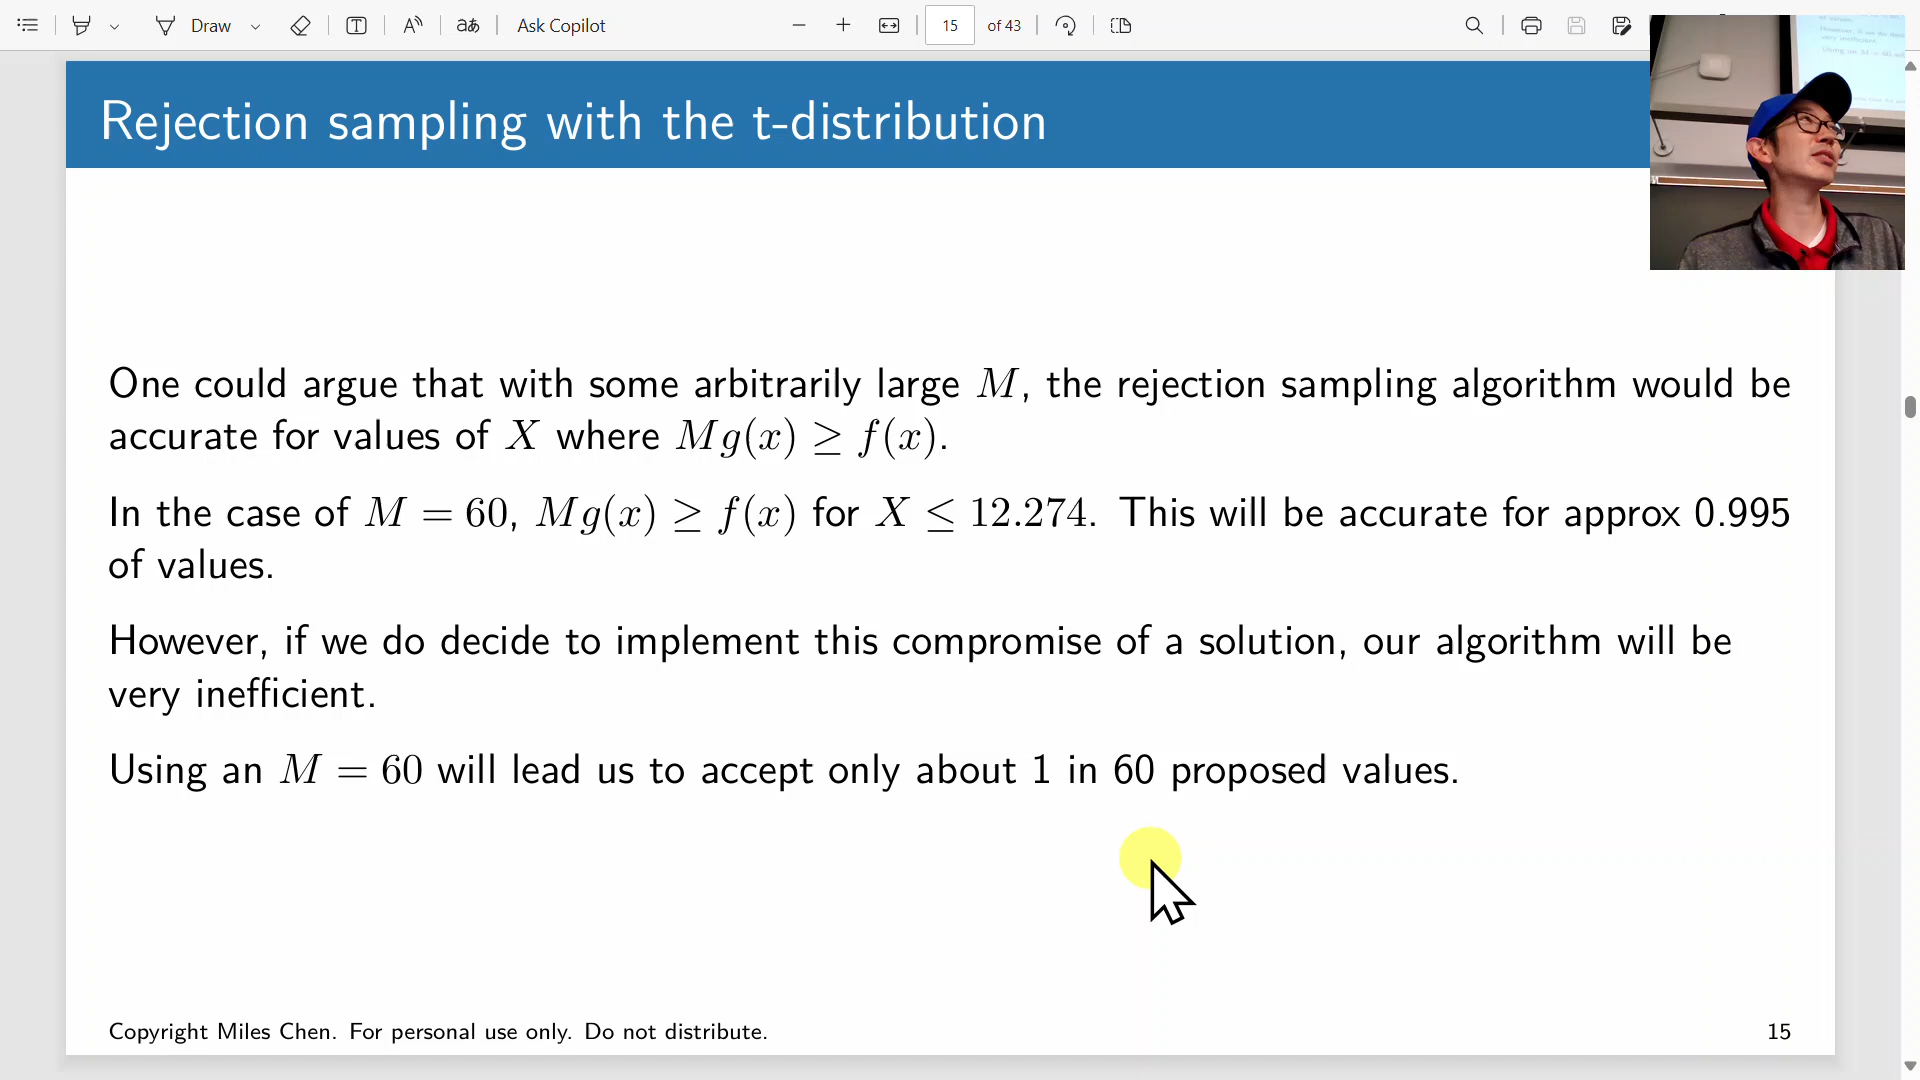 Draw
Ask Copilot
15 of 43
Rejection sampling with the t-distribution
One could argue that with some arbitrarily large M, the rejection sampling algorithm would be
accurate for values of X where Mg(x) ≥ f(x).
In the case of M = 60, Mg(x) ≥ f(x) for X ≤ 12.274. This will be accurate for approx 0.995
of values.
However, if we do decide to implement this compromise of a solution, our algorithm will be
very inefficient.
Using an M = 60 will lead us to accept only about 1 in 60 proposed values.
Copyright Miles Chen. For personal use only. Do not distribute.
15